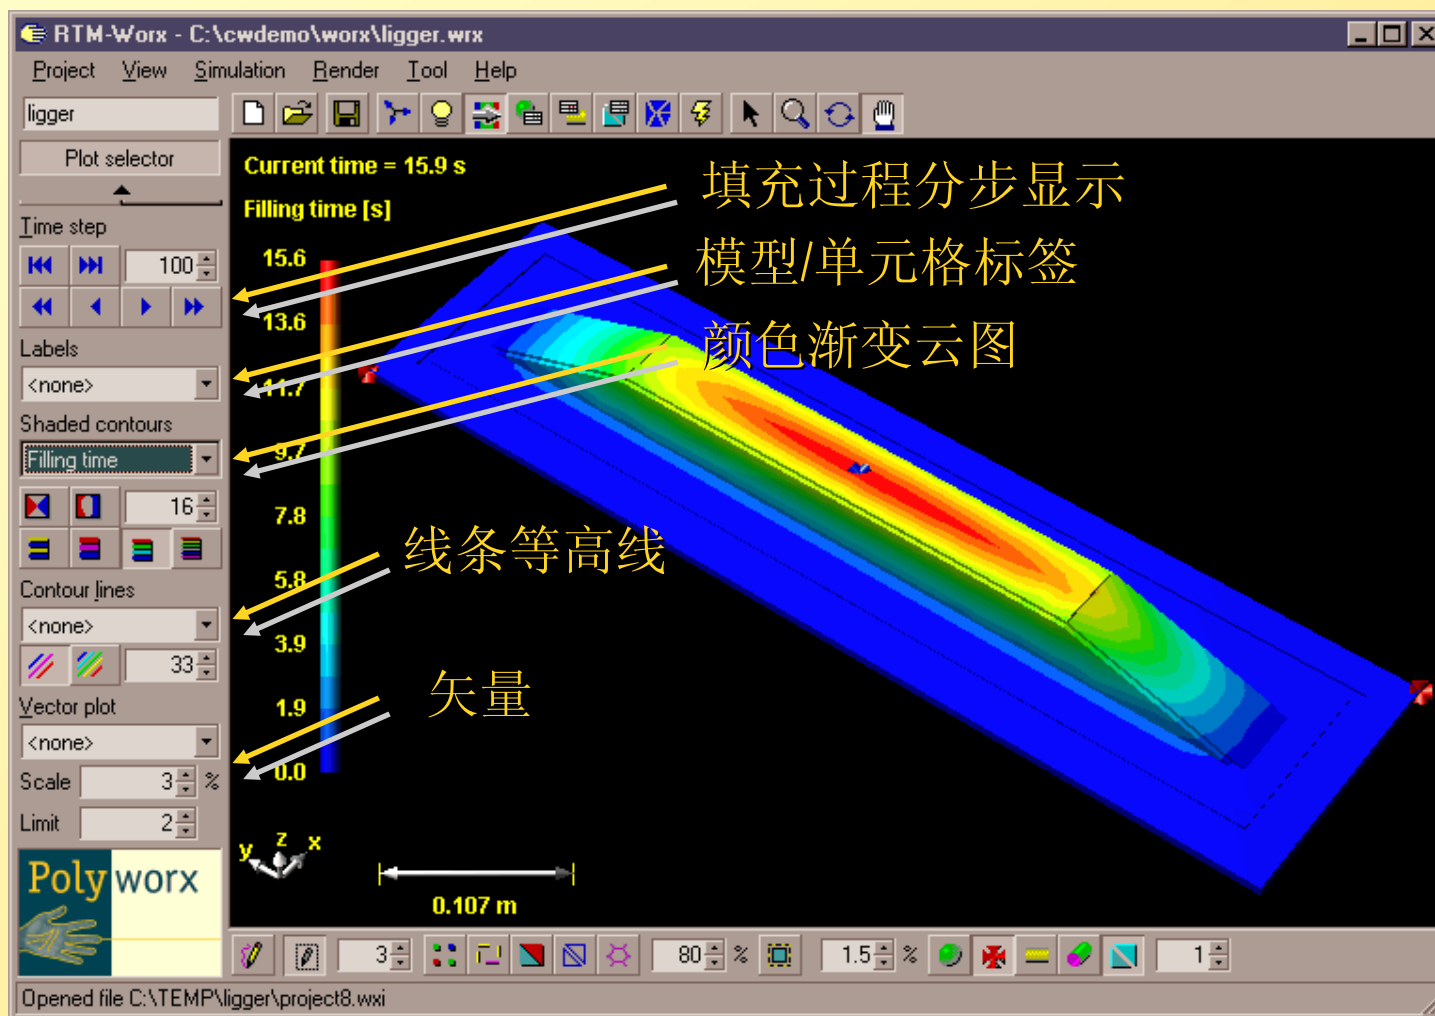 RTM-Worx - C:\cwdemo\worx\ligger.wrx
Project View Simulation Render Tool Help
ligger
Plot selector
Time step
100
Labels
<none>
Shaded contours
Filling time
16
Contour lines
<none>
33
Vector plot
<none>
Scale 3 %
Limit 2
Poly worx
Current time = 15.9 s
Filling time [s]
15.6
13.6
11.7
9.7
7.8
5.8
3.9
1.9
0.0
填充过程分步显示
模型/单元格标签
颜色渐变云图
线条等高线
矢量
y z x
0.107 m
3 80 % 1.5 % 1
Opened file C:\TEMP\ligger\project8.wxi